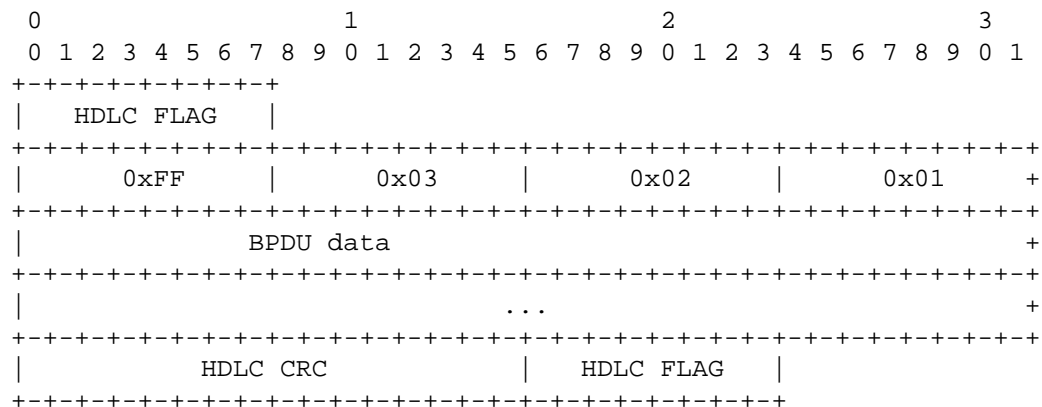 0                   1                   2                   3
 0 1 2 3 4 5 6 7 8 9 0 1 2 3 4 5 6 7 8 9 0 1 2 3 4 5 6 7 8 9 0 1
+-+-+-+-+-+-+-+-+
|   HDLC FLAG   |
+-+-+-+-+-+-+-+-+-+-+-+-+-+-+-+-+-+-+-+-+-+-+-+-+-+-+-+-+-+-+-+-+
|      0xFF     |      0x03     |      0x02     |      0x01     +
+-+-+-+-+-+-+-+-+-+-+-+-+-+-+-+-+-+-+-+-+-+-+-+-+-+-+-+-+-+-+-+-+
|              BPDU data                                        +
+-+-+-+-+-+-+-+-+-+-+-+-+-+-+-+-+-+-+-+-+-+-+-+-+-+-+-+-+-+-+-+-+
|                              ...                              +
+-+-+-+-+-+-+-+-+-+-+-+-+-+-+-+-+-+-+-+-+-+-+-+-+-+-+-+-+-+-+-+-+
|           HDLC CRC            |   HDLC FLAG   |
+-+-+-+-+-+-+-+-+-+-+-+-+-+-+-+-+-+-+-+-+-+-+-+-+